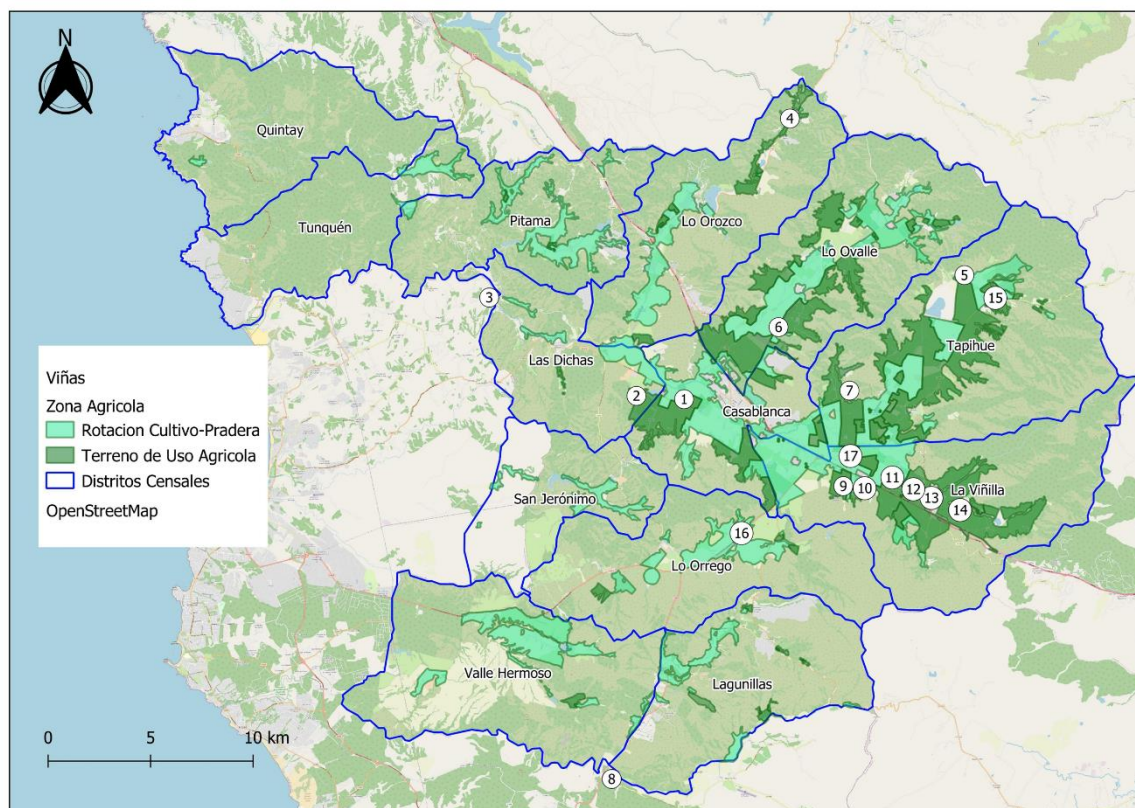 N
Quintay
Tunquén
Pitama
Lo Orozco
4
Lo Ovalle
5
15
3
6
Tapihue
Las Dichas
7
2
1
Casablanca
Viñas
Zona Agricola
Rotacion Cultivo-Pradera
Terreno de Uso Agricola
Distritos Censales
OpenStreetMap
17
9
10
11
12
13
14
La Viñilla
San Jerónimo
16
Lo Orrego
Valle Hermoso
Lagunillas
0 5 10 km
8